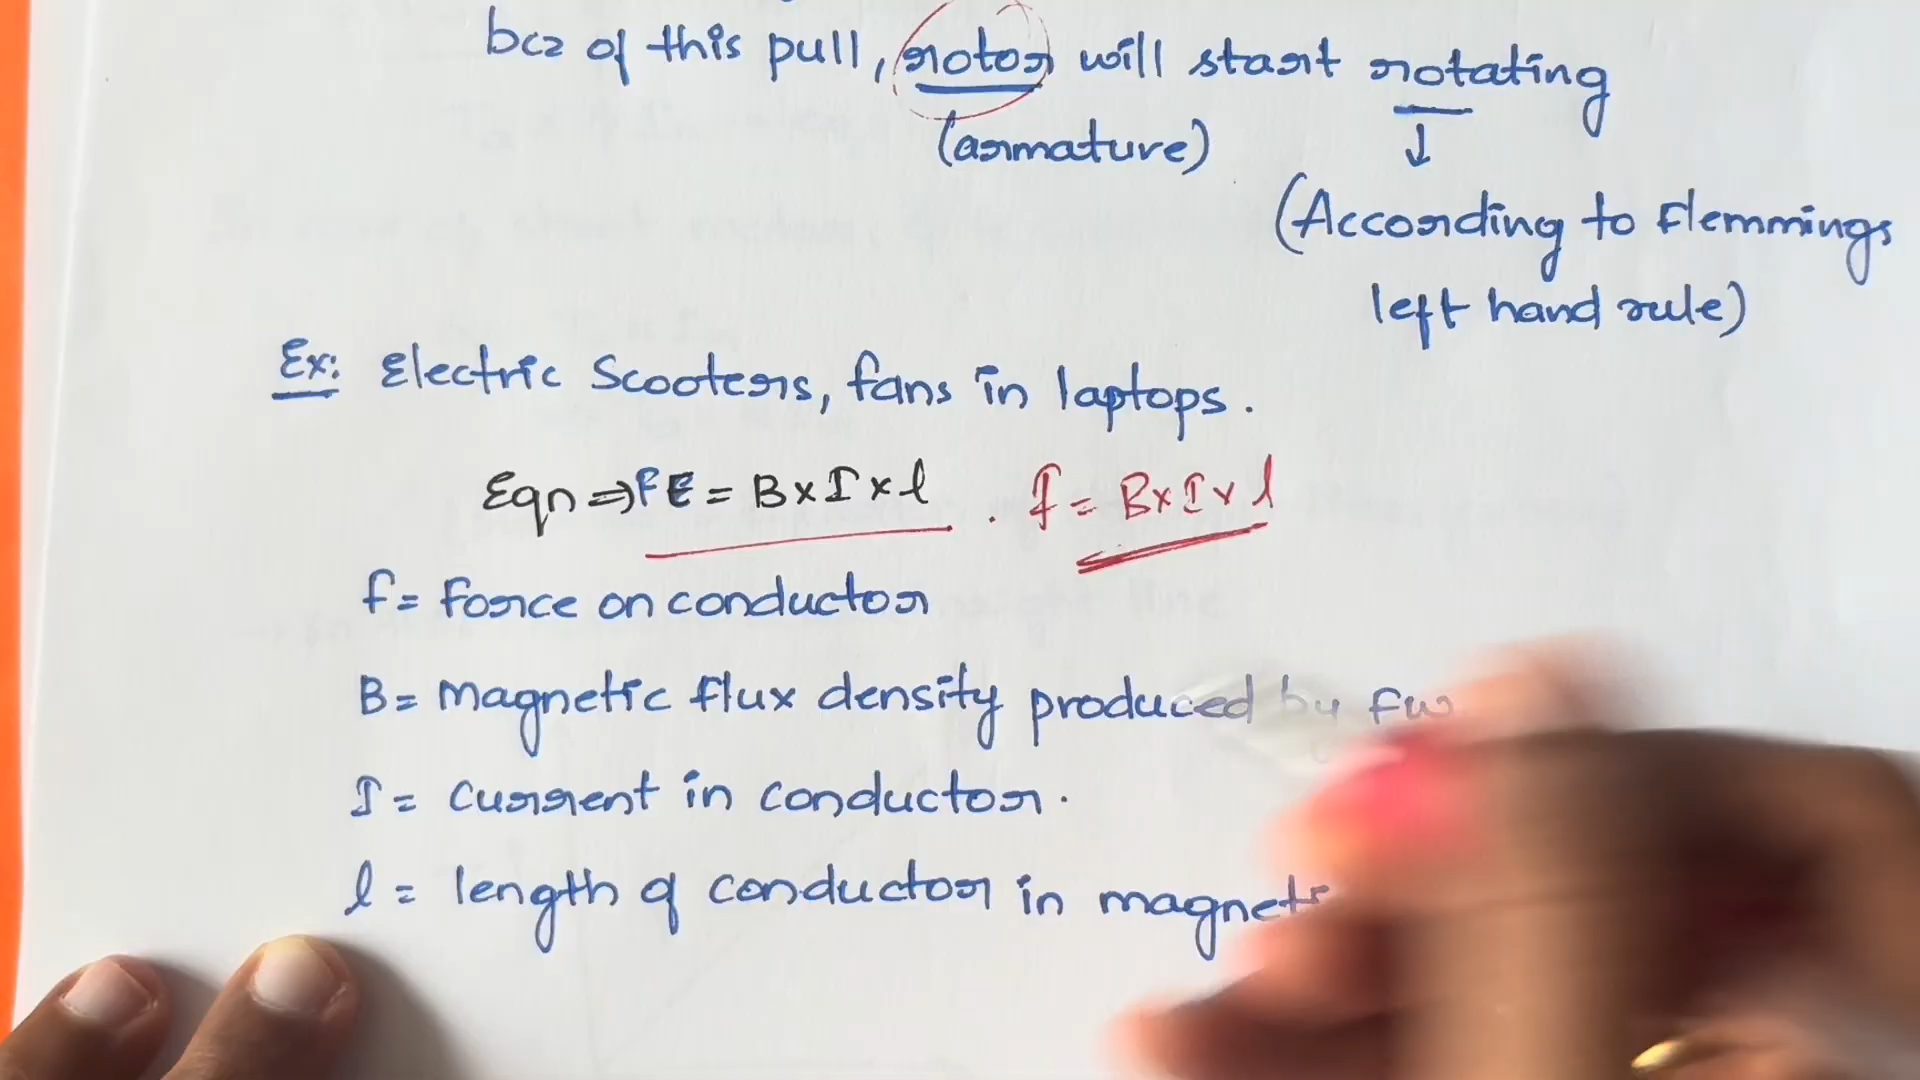 bcz of this pull, rotor will start rotating
(armature) ↓
(According to Flemmings
left hand rule)
Ex: Electric Scooters, fans in laptops.
Eqn ⇒ F = B x I x l . f = B x I x l
f = force on conductor
B = Magnetic flux density produced by
I = current in conductor.
l = length of conductor in